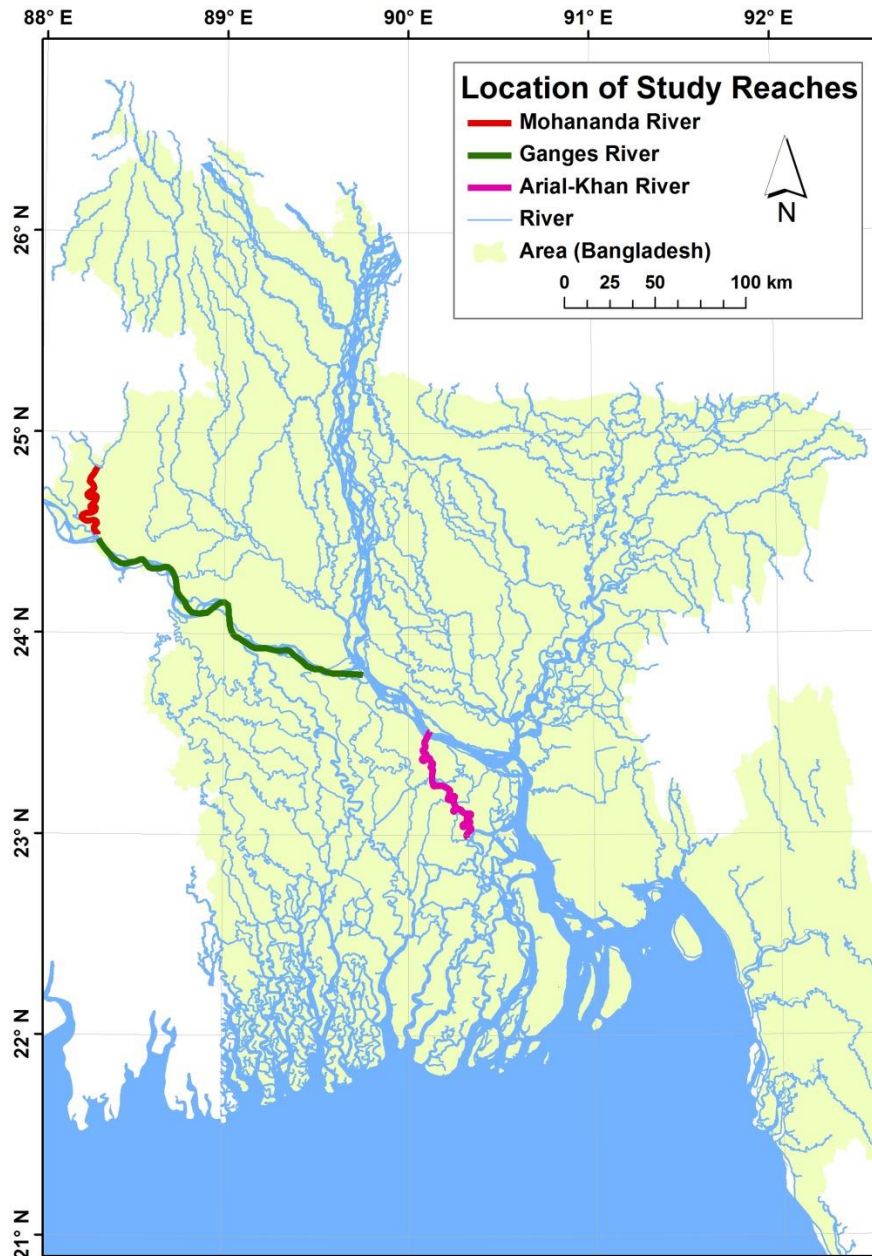 88° E 89° E 90° E 91° E 92° E
Location of Study Reaches
Mohananda River
Ganges River
Arial-Khan River
River
Area (Bangladesh)
N
0 25 50 100 km
26° N
25° N
24° N
23° N
22° N
21° N